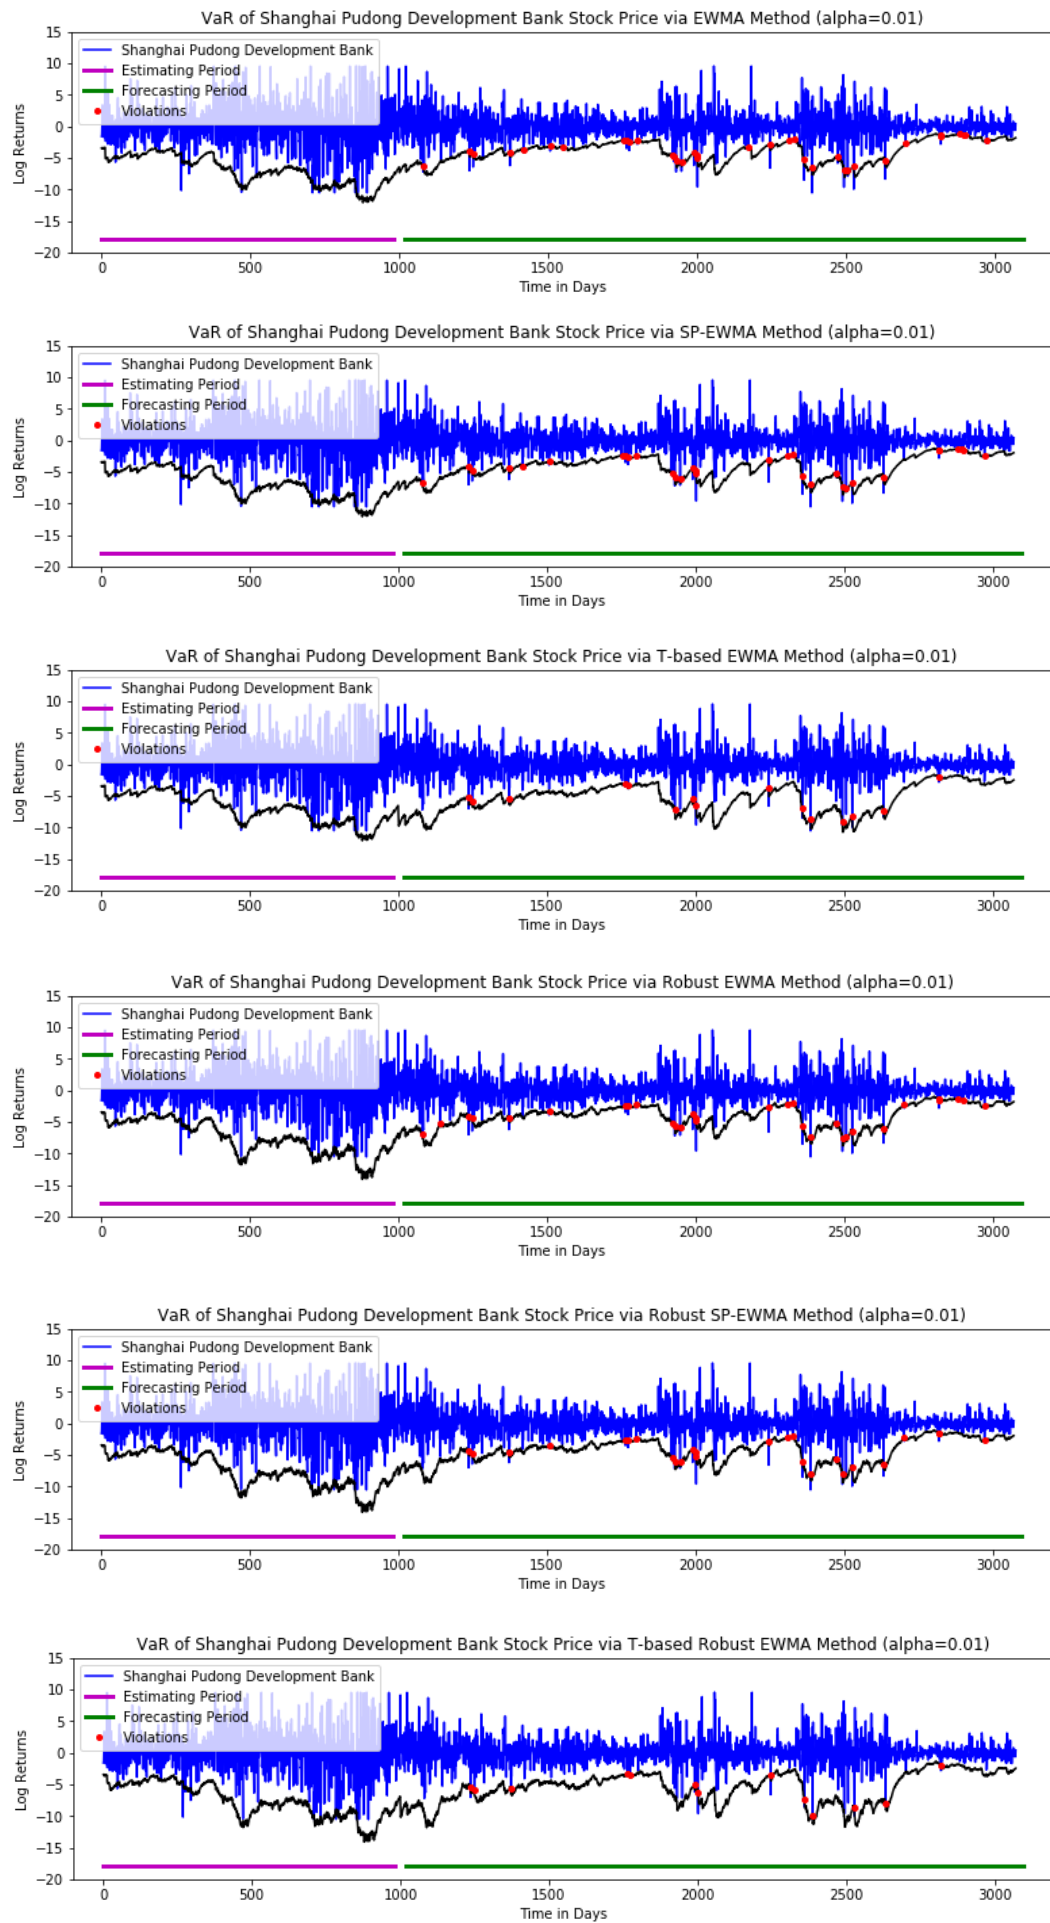 VaR of Shanghai Pudong Development Bank Stock Price via EWMA Method (alpha=0.01)
15
10
5
0
−5
−10
−15
−20
Log Returns
Shanghai Pudong Development Bank
Estimating Period
Forecasting Period
Violations
0 500 1000 1500 2000 2500 3000
Time in Days
VaR of Shanghai Pudong Development Bank Stock Price via SP-EWMA Method (alpha=0.01)
15
10
5
0
−5
−10
−15
−20
Log Returns
Shanghai Pudong Development Bank
Estimating Period
Forecasting Period
Violations
0 500 1000 1500 2000 2500 3000
Time in Days
VaR of Shanghai Pudong Development Bank Stock Price via T-based EWMA Method (alpha=0.01)
15
10
5
0
−5
−10
−15
−20
Log Returns
Shanghai Pudong Development Bank
Estimating Period
Forecasting Period
Violations
0 500 1000 1500 2000 2500 3000
Time in Days
VaR of Shanghai Pudong Development Bank Stock Price via Robust EWMA Method (alpha=0.01)
15
10
5
0
−5
−10
−15
−20
Log Returns
Shanghai Pudong Development Bank
Estimating Period
Forecasting Period
Violations
0 500 1000 1500 2000 2500 3000
Time in Days
VaR of Shanghai Pudong Development Bank Stock Price via Robust SP-EWMA Method (alpha=0.01)
15
10
5
0
−5
−10
−15
−20
Log Returns
Shanghai Pudong Development Bank
Estimating Period
Forecasting Period
Violations
0 500 1000 1500 2000 2500 3000
Time in Days
VaR of Shanghai Pudong Development Bank Stock Price via T-based Robust EWMA Method (alpha=0.01)
15
10
5
0
−5
−10
−15
−20
Log Returns
Shanghai Pudong Development Bank
Estimating Period
Forecasting Period
Violations
0 500 1000 1500 2000 2500 3000
Time in Days